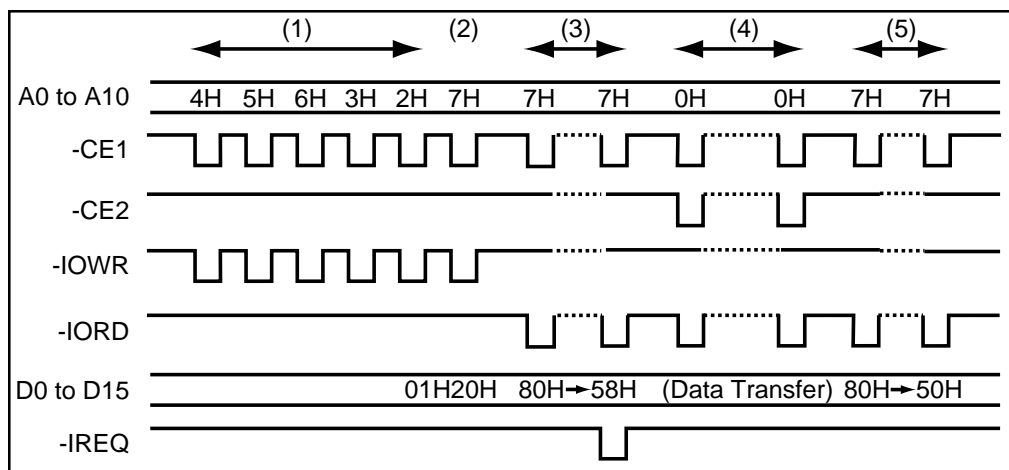 (1) (2) (3) (4) (5)
A0 to A10 4H 5H 6H 3H 2H 7H 7H 7H 0H 0H 7H 7H
-CE1
-CE2
-IOWR
-IORD
D0 to D15 01H20H 80H→58H (Data Transfer) 80H→50H
-IREQ